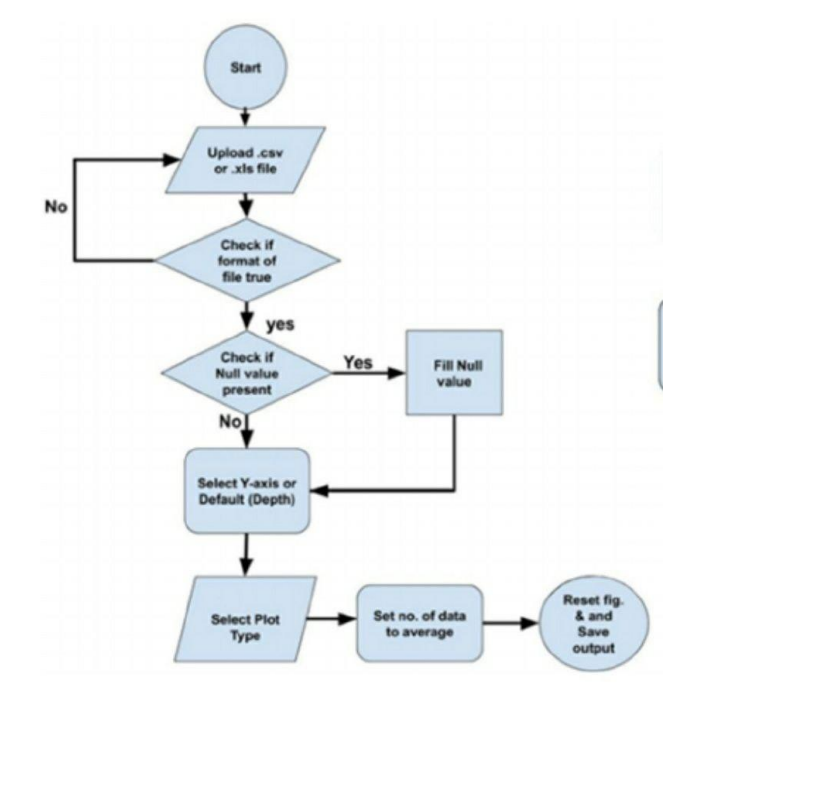 Start
Upload .csv
or .xls file
No
Check if
format of
file true
yes
Check if
Null value
present
Yes
Fill Null
value
No
Select Y-axis or
Default (Depth)
Select Plot
Type
Set no. of data
to average
Reset fig.
& and
Save
output